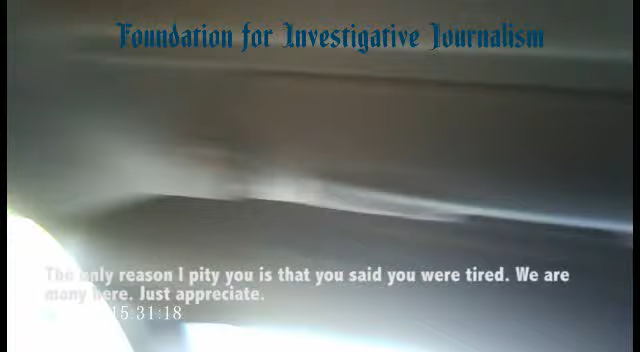 Foundation for Investigative Journalism
The only reason I pity you is that you said you were tired. We are
many here. Just appreciate.
15:31:18